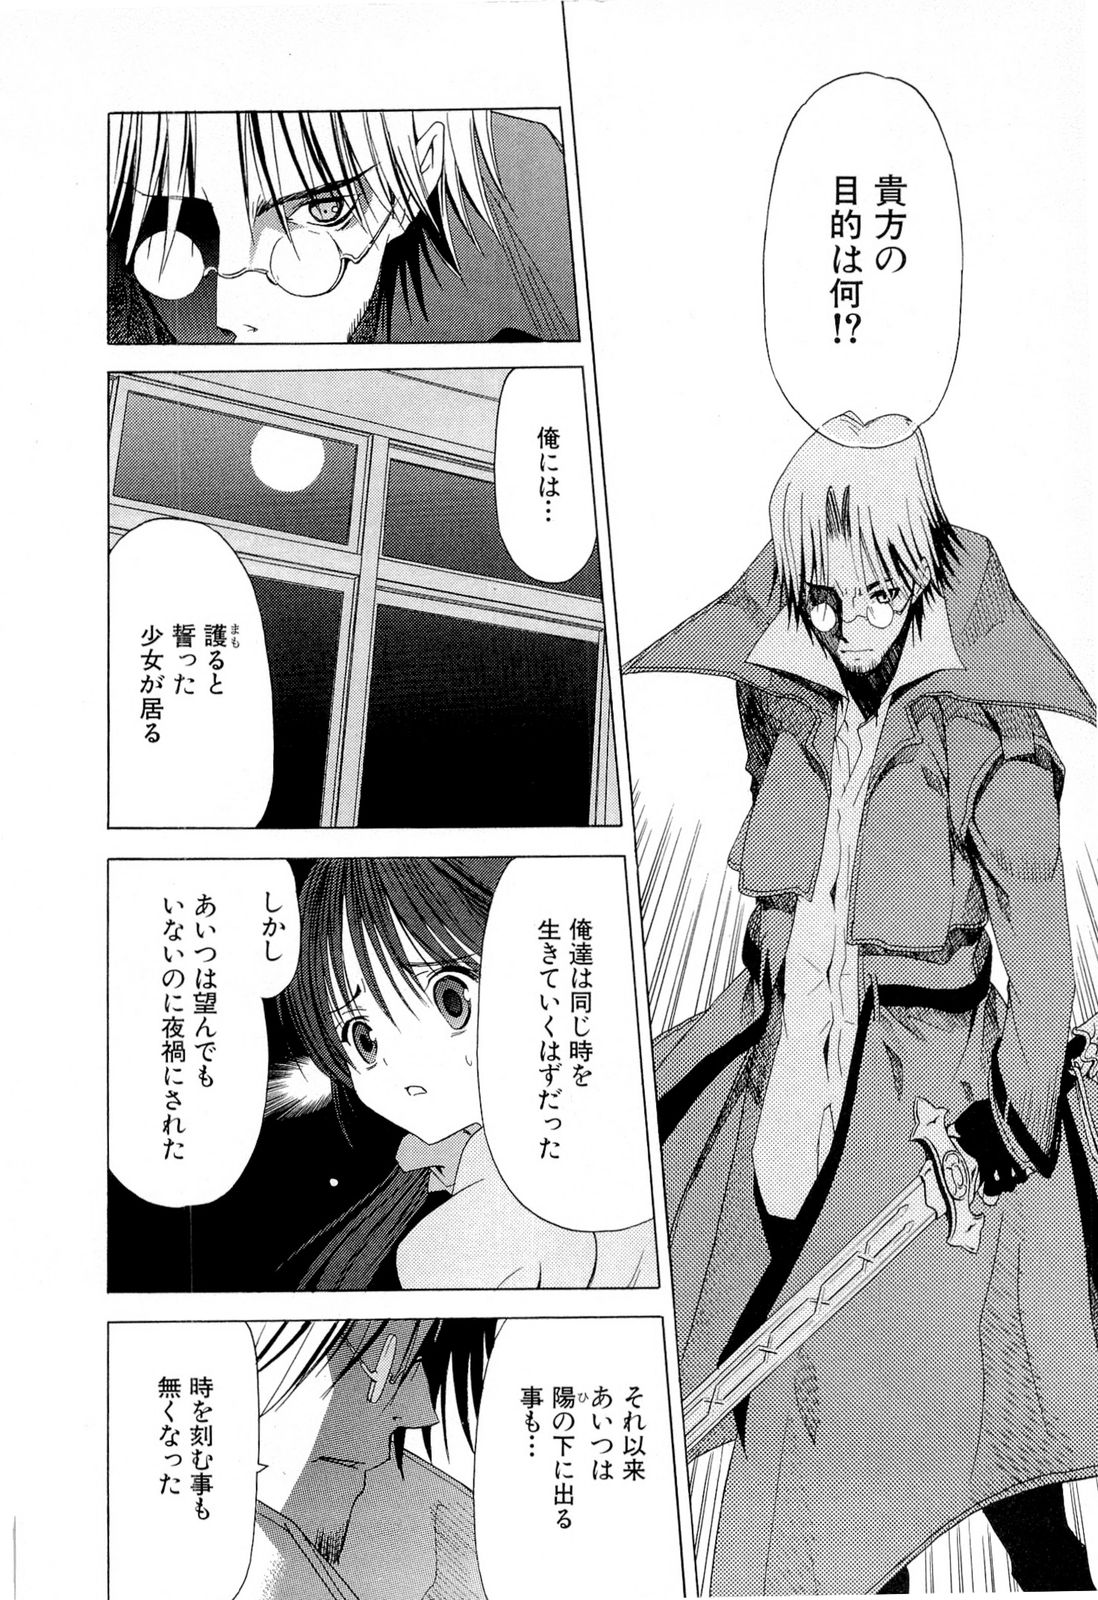 貴方の
目的は何!?
俺には…
護ると
まも
誓った
少女が居る
俺達は同じ時を
生きていくはずだった
しかし
あいつは望んでも
いないのに夜禍にされた
それ以来
あいつは
陽の下に出る
ひ
事も…
時を刻む事も
無くなった